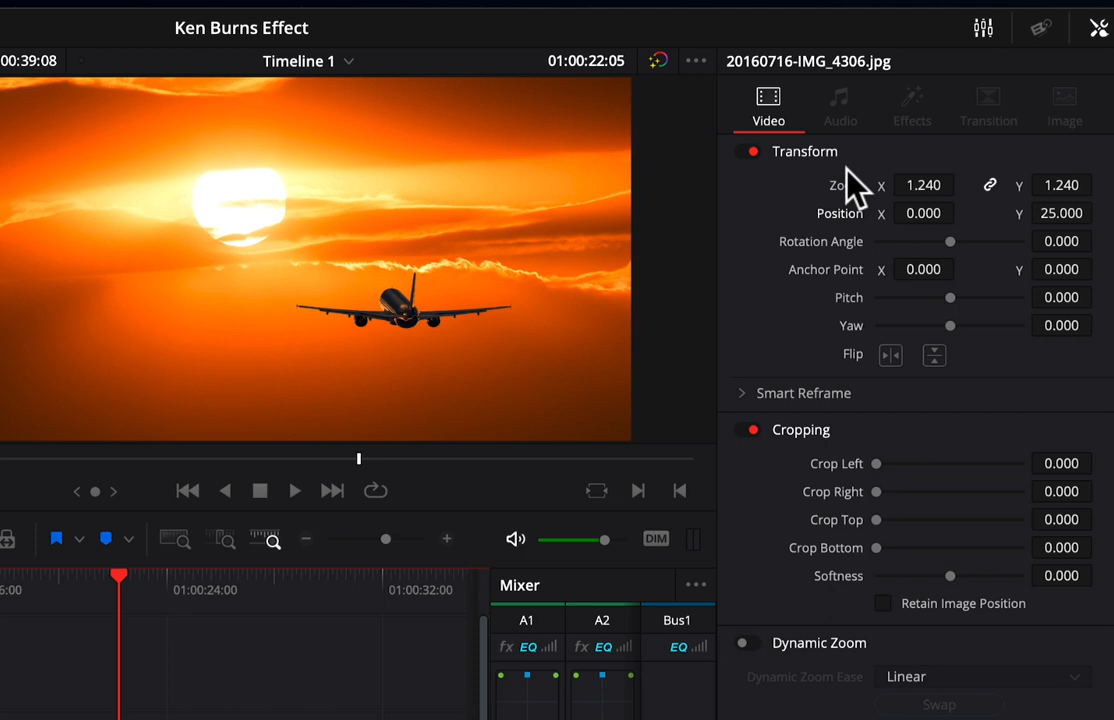 Ken Burns Effect
00:39:08
Timeline 1
01:00:22:05
20160716-IMG_4306.jpg
Video
Audio
Effects
Transition
Image
Transform
X 1.240 Y 1.240
Position X 0.000 Y 25.000
Rotation Angle 0.000
Anchor Point X 0.000 Y 0.000
Pitch 0.000
Yaw 0.000
Flip
Smart Reframe
Cropping
Crop Left 0.000
Crop Right 0.000
Crop Top 0.000
Crop Bottom 0.000
Softness 0.000
Retain Image Position
Dynamic Zoom
Dynamic Zoom Ease Linear
Swap
DIM
6:00
01:00:24:00
01:00:32:00
Mixer
A1
A2
Bus1
fx EQ
fx EQ
EQ